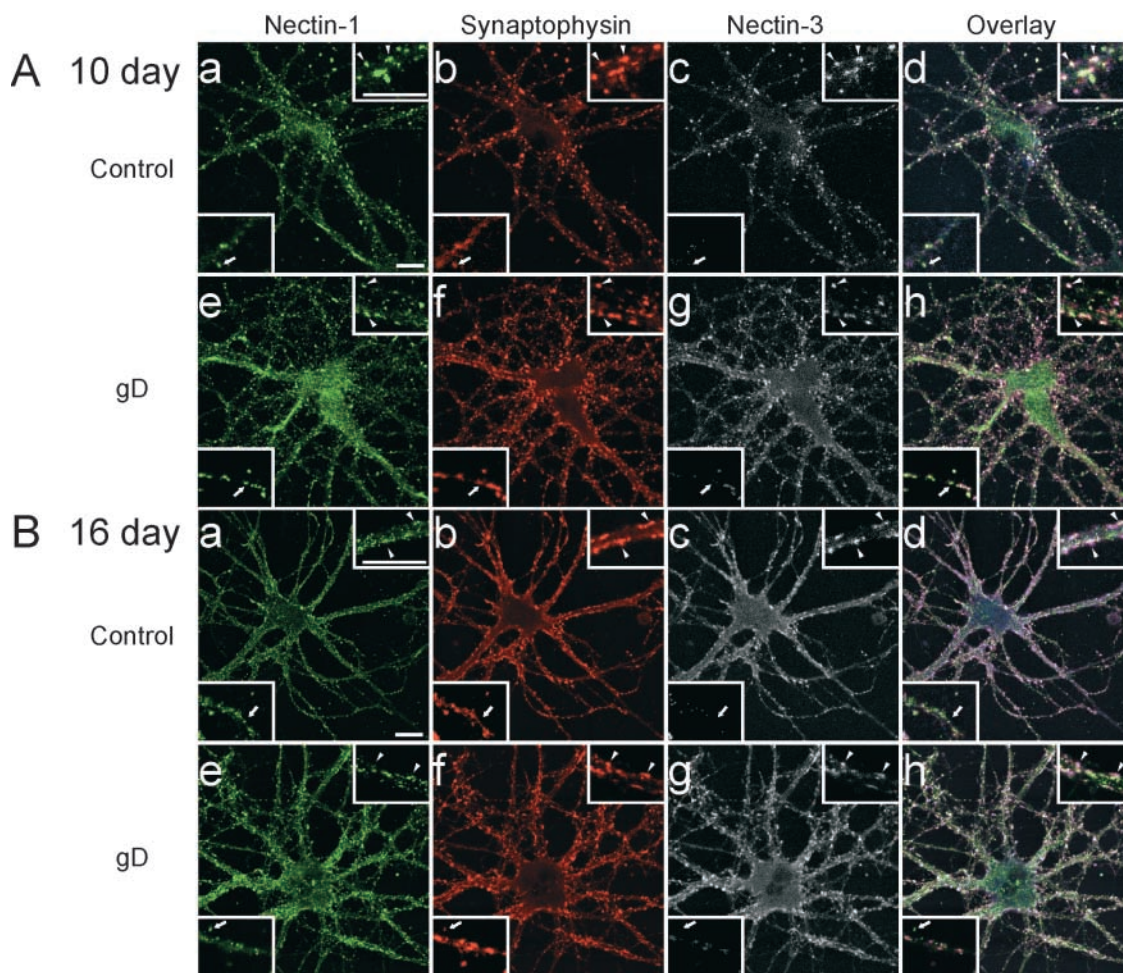 Nectin-1 Synaptophysin Nectin-3 Overlay
A 10 day a b c d
Control
e f g h
gD
B 16 day a b c d
Control
e f g h
gD